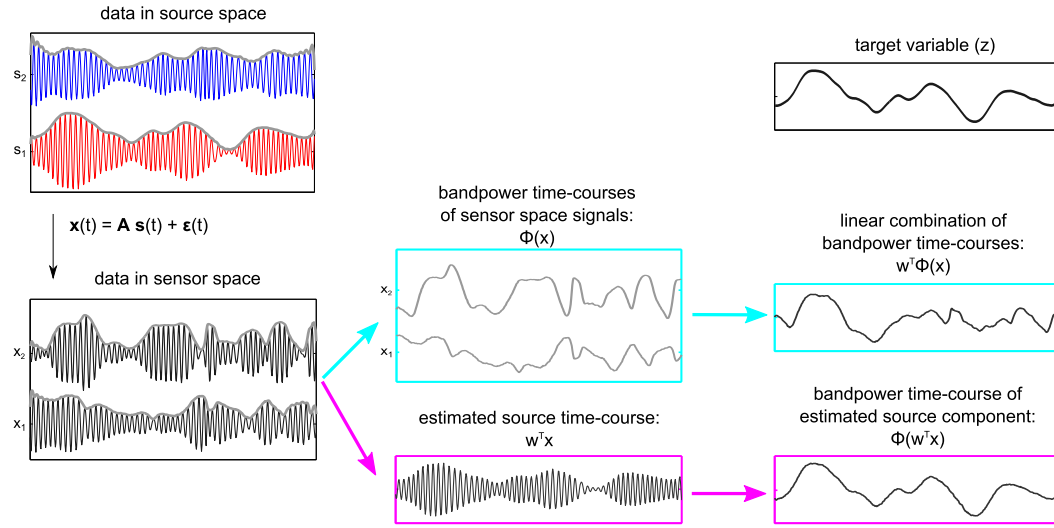 data in source space
s₂
s₁
x(t) = A s(t) + ε(t)
data in sensor space
x₂
x₁
bandpower time-courses
of sensor space signals:
Φ(x)
x₂
x₁
estimated source time-course:
wᵀx
target variable (z)
linear combination of
bandpower time-courses:
wᵀΦ(x)
bandpower time-course of
estimated source component:
Φ(wᵀx)